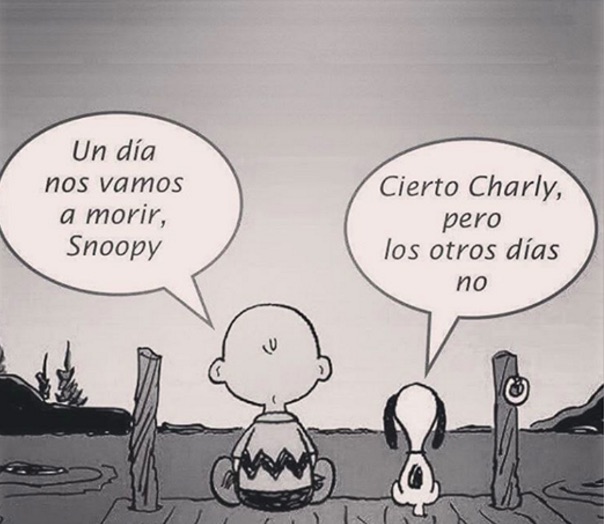 Un día
nos vamos
a morir,
Snoopy
Cierto Charly,
pero
los otros días
no